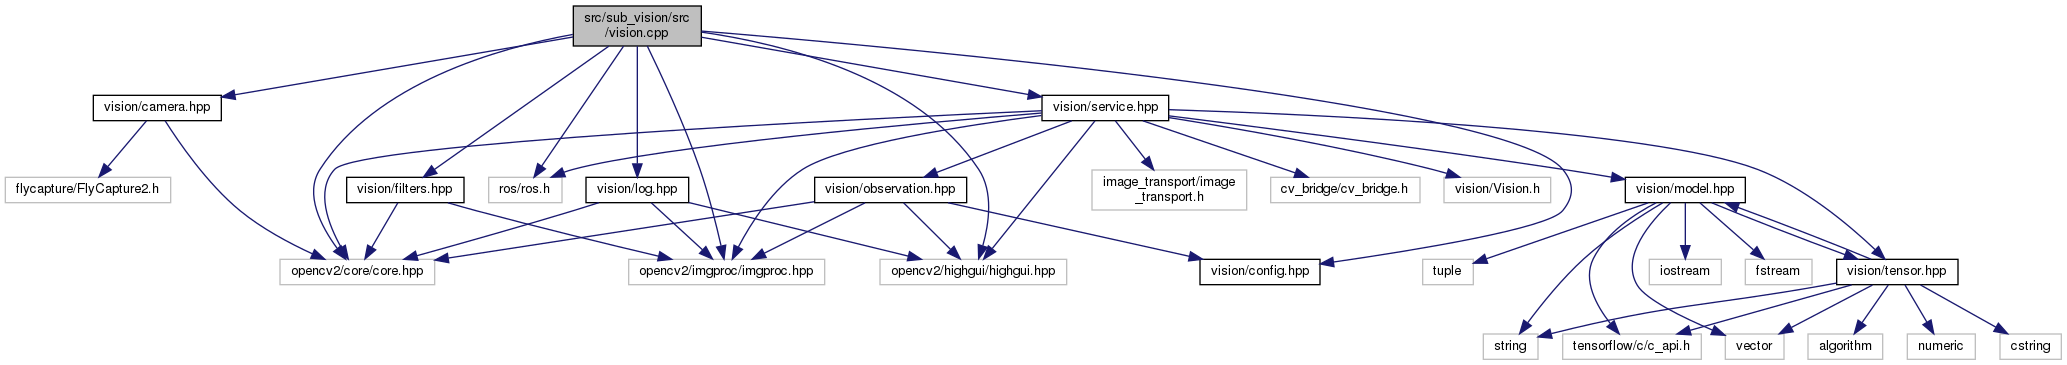 src/sub_vision/src
/vision.cpp
vision/camera.hpp
vision/service.hpp
flycapture/FlyCapture2.h
vision/filters.hpp
ros/ros.h
vision/log.hpp
vision/observation.hpp
image_transport/image
_transport.h
cv_bridge/cv_bridge.h
vision/Vision.h
vision/model.hpp
opencv2/core/core.hpp
opencv2/imgproc/imgproc.hpp
opencv2/highgui/highgui.hpp
vision/config.hpp
tuple
iostream
fstream
vision/tensor.hpp
string
tensorflow/c/c_api.h
vector
algorithm
numeric
cstring